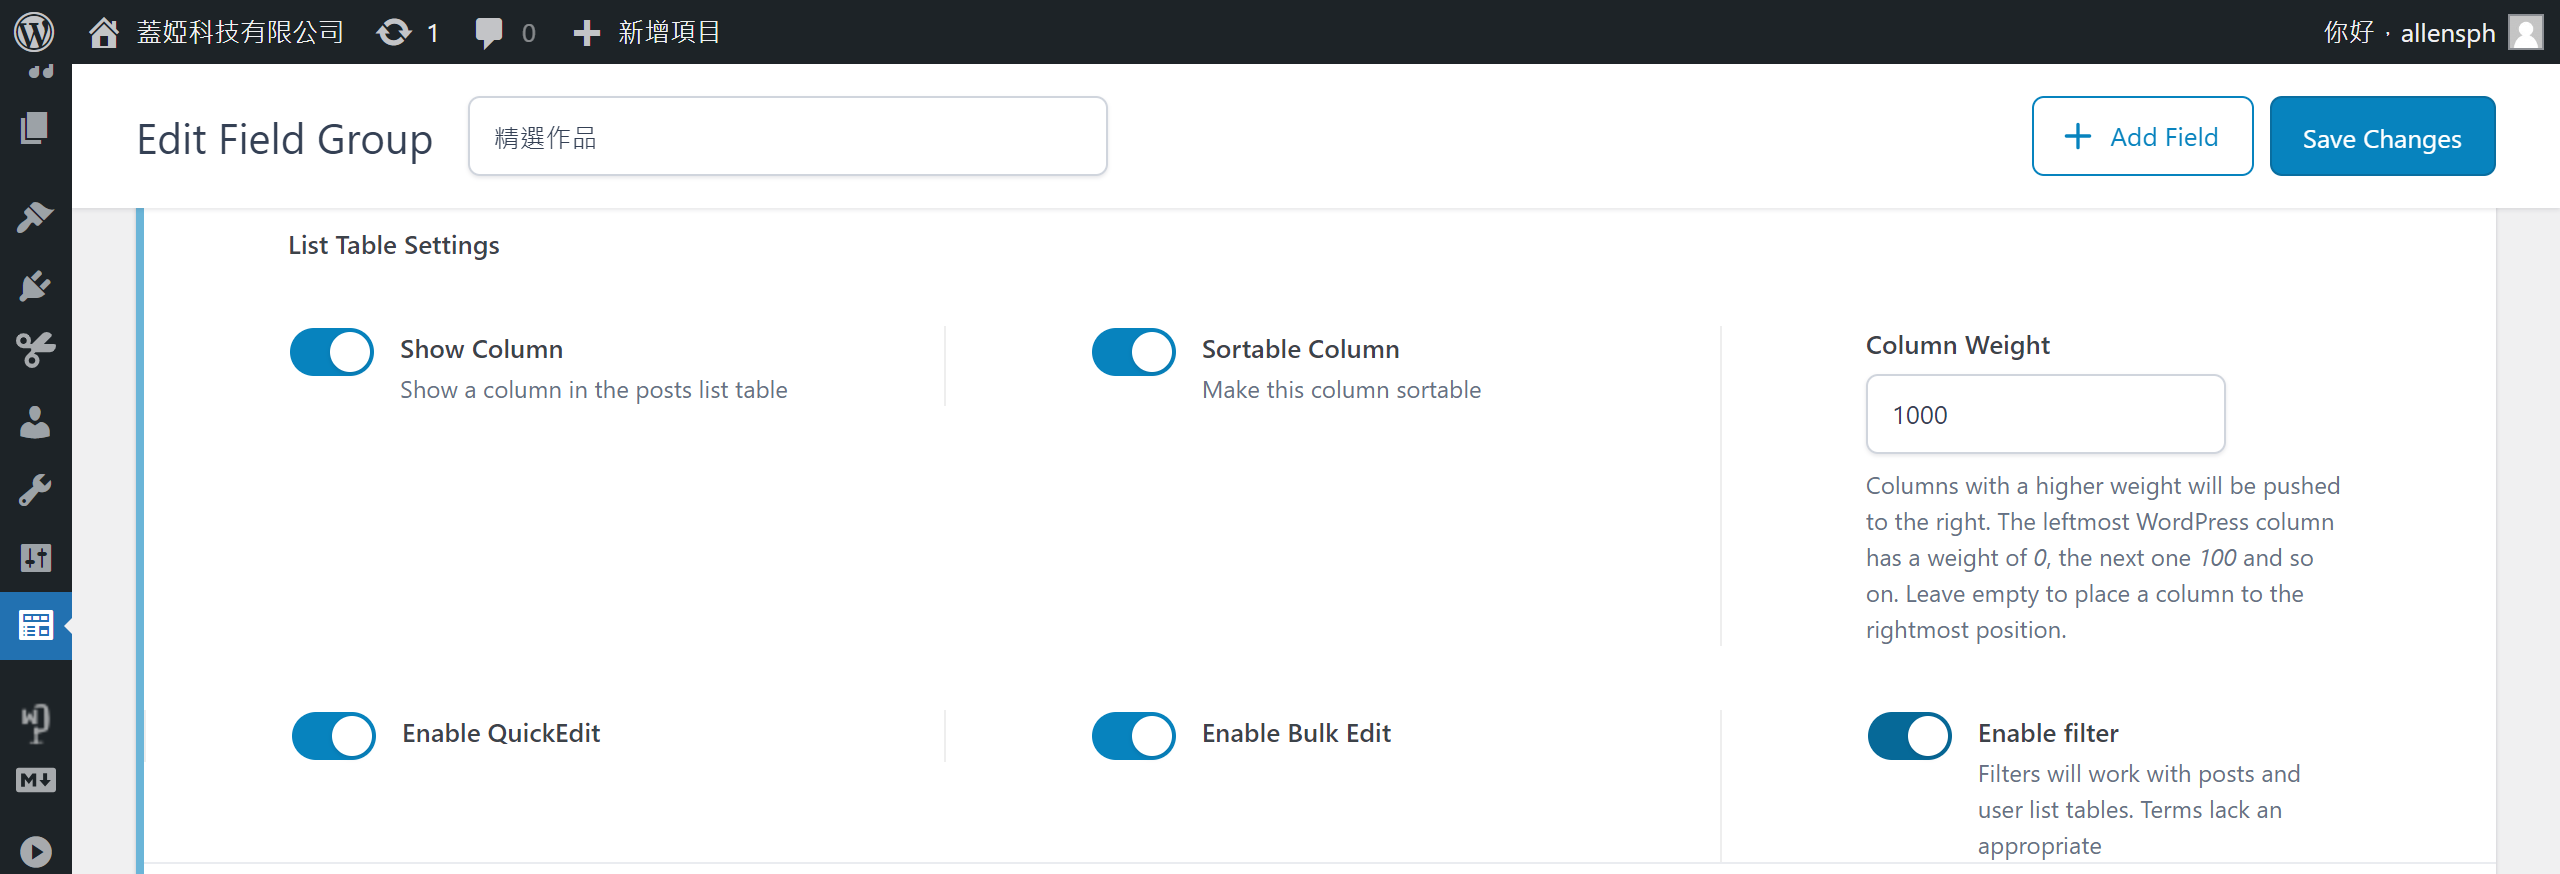 蓋婭科技有限公司 1 0 新增項目 你好，allensph
Edit Field Group 精選作品 Add Field Save Changes
List Table Settings
Show Column
Show a column in the posts list table
Sortable Column
Make this column sortable
Column Weight
1000
Columns with a higher weight will be pushed
to the right. The leftmost WordPress column
has a weight of 0, the next one 100 and so
on. Leave empty to place a column to the
rightmost position.
Enable QuickEdit
Enable Bulk Edit
Enable filter
Filters will work with posts and
user list tables. Terms lack an
appropriate